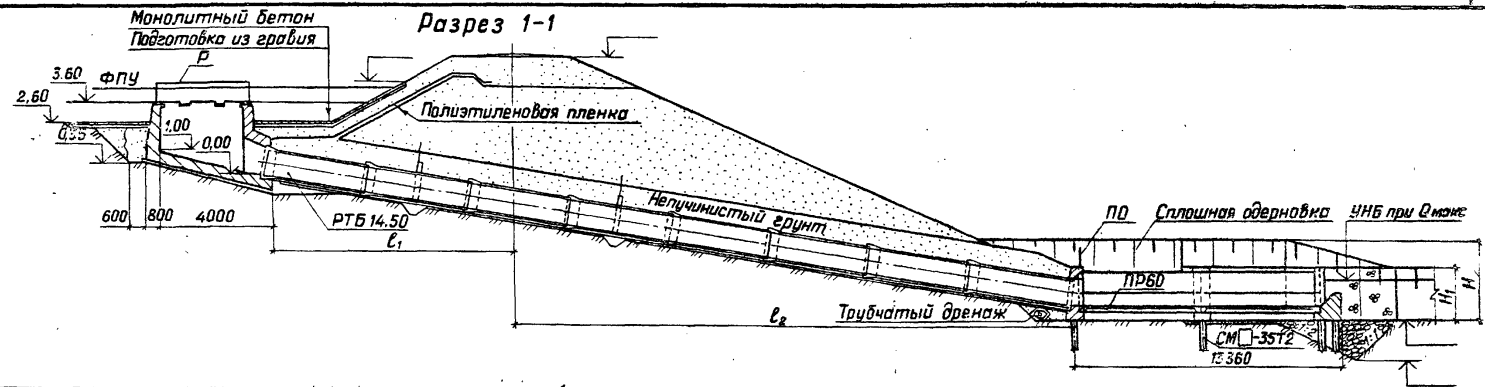 Разрез 1-1
Монолитный бетон
Подготовка из гравия
Р
ФПУ
3.60
2,60
1,00
0,00
Полиэтиленовая пленка
600
800
4000
РТБ 14.50
ℓ₁
Непучинистый грунт
ПО
Сплошная одерновка
УНБ при Qмакс
ПР60
H₁
H
ℓ₂
Трубчатый дренаж
СМ□-35Т2
13360